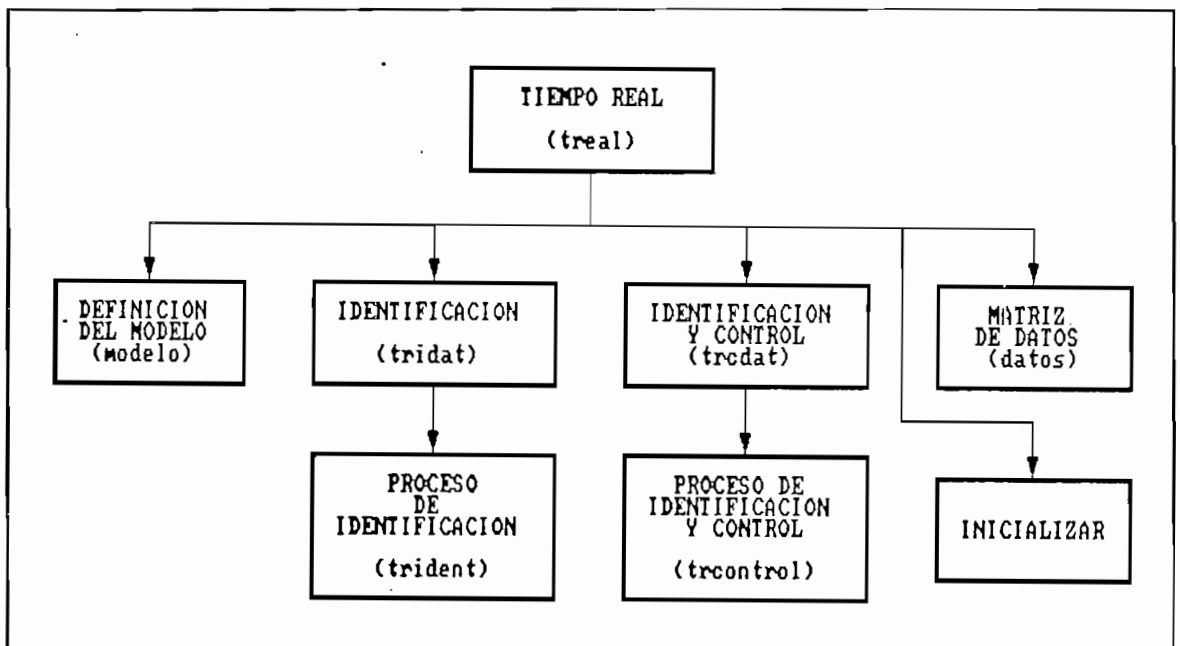 TIEMPO REAL
(treal)
DEFINICION
DEL MODELO
(modelo)
IDENTIFICACION
(tridat)
IDENTIFICACION
Y CONTROL
(trcdat)
MATRIZ
DE DATOS
(datos)
PROCESO
DE
IDENTIFICACION
(trident)
PROCESO DE
IDENTIFICACION
Y CONTROL
(trcontrol)
INICIALIZAR